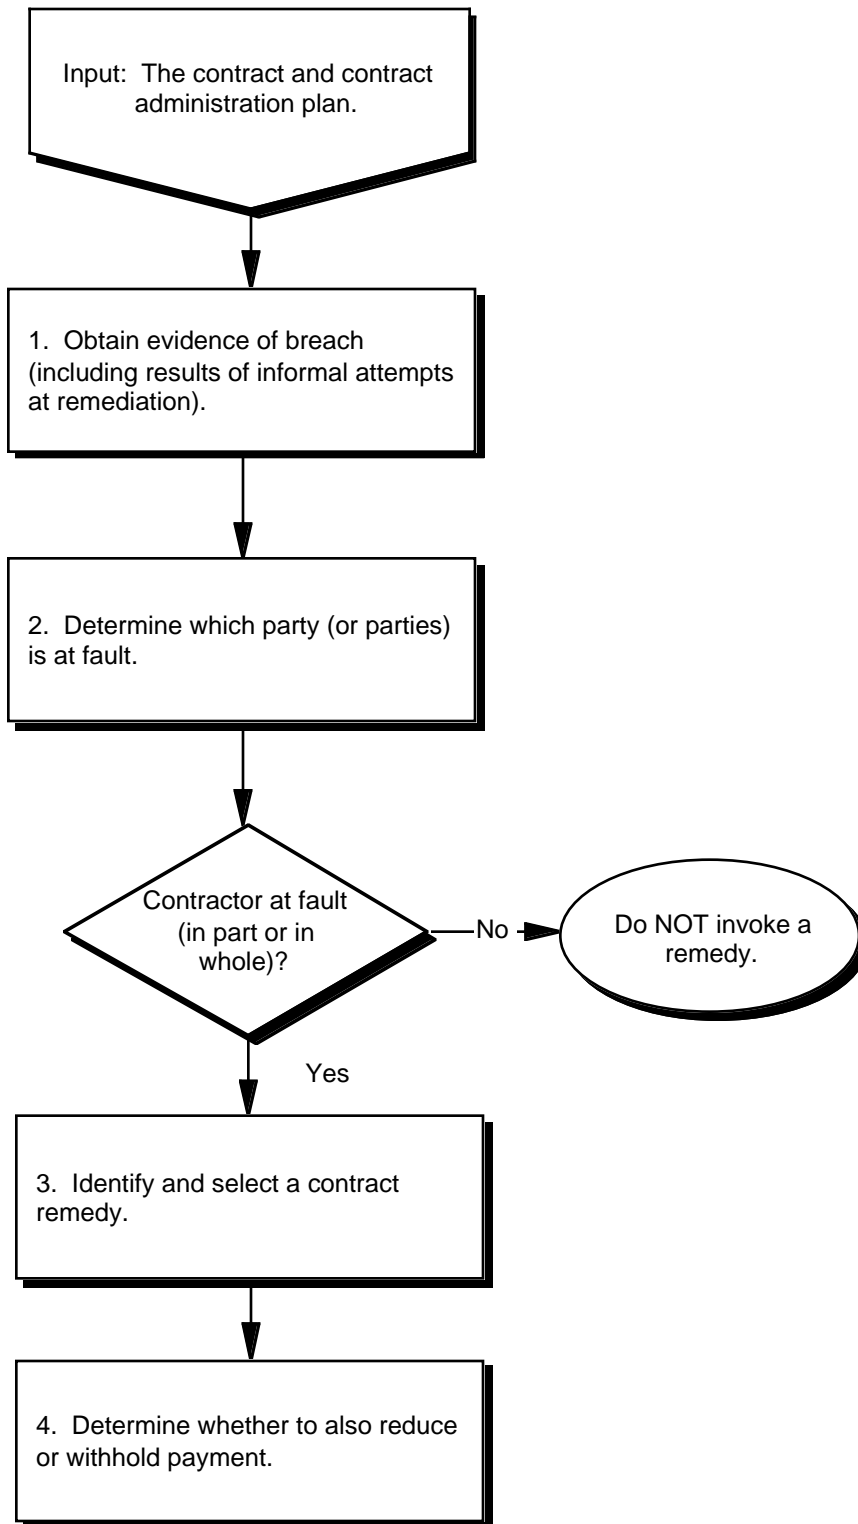 Input:  The contract and contract
administration plan.
1.  Obtain evidence of breach
(including results of informal attempts
at remediation).
2.  Determine which party (or parties)
is at fault.
Contractor at fault
(in part or in
whole)?
No
Do NOT invoke a
remedy.
Yes
3.  Identify and select a contract
remedy.
4.  Determine whether to also reduce
or withhold payment.